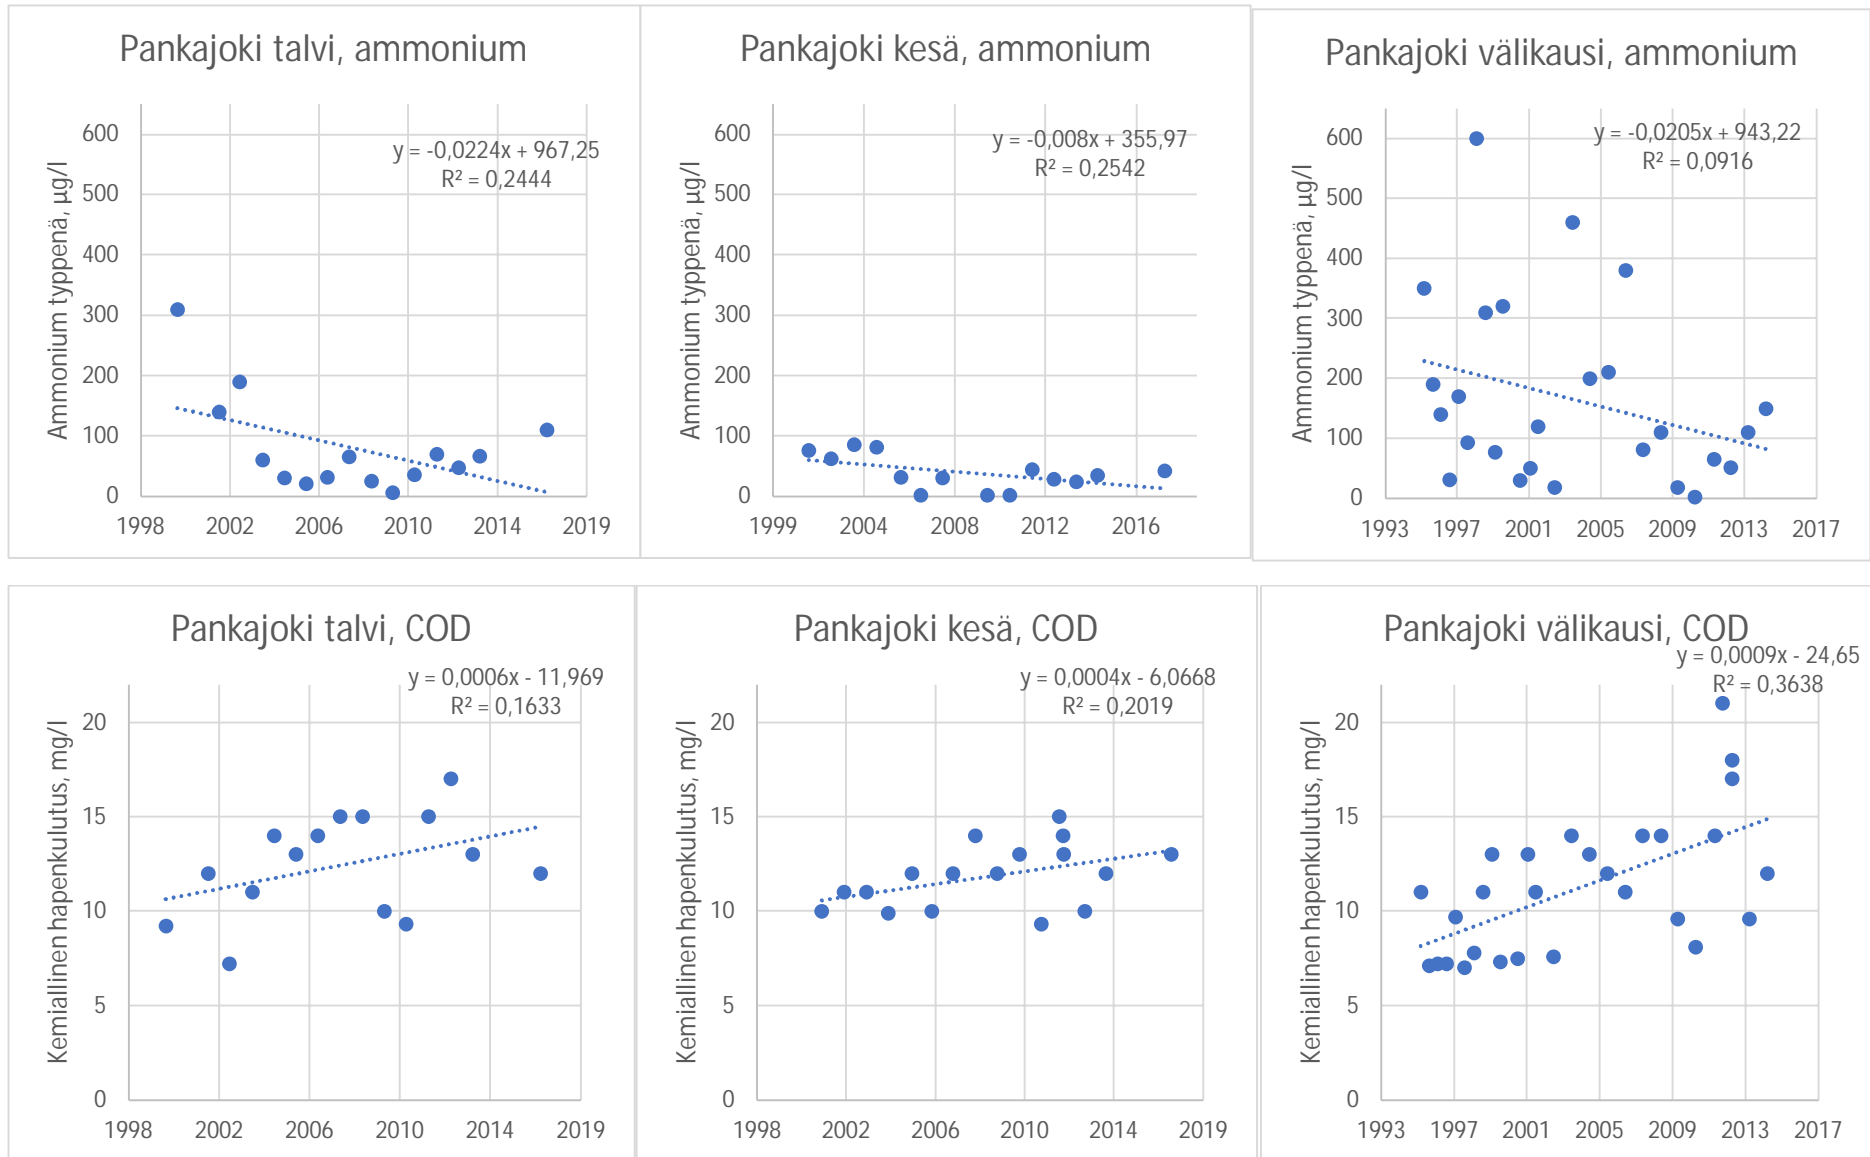 Pankajoki talvi, ammonium
y = -0,0224x + 967,25
R² = 0,2444
Ammonium typpenä, µg/l
600
500
400
300
200
100
0
1998 2002 2006 2010 2014 2019
Pankajoki kesä, ammonium
y = -0,008x + 355,97
R² = 0,2542
Ammonium typpenä, µg/l
600
500
400
300
200
100
0
1999 2004 2008 2012 2016
Pankajoki välikausi, ammonium
y = -0,0205x + 943,22
R² = 0,0916
Ammonium typpenä, µg/l
600
500
400
300
200
100
0
1993 1997 2001 2005 2009 2013 2017
Pankajoki talvi, COD
y = 0,0006x - 11,969
R² = 0,1633
Kemiallinen hapenkulutus, mg/l
20
15
10
5
0
1998 2002 2006 2010 2014 2019
Pankajoki kesä, COD
y = 0,0004x - 6,0668
R² = 0,2019
Kemiallinen hapenkulutus, mg/l
20
15
10
5
0
1998 2002 2006 2010 2014 2019
Pankajoki välikausi, COD
y = 0,0009x - 24,65
R² = 0,3638
Kemiallinen hapenkulutus, mg/l
20
15
10
5
0
1993 1997 2001 2005 2009 2013 2017